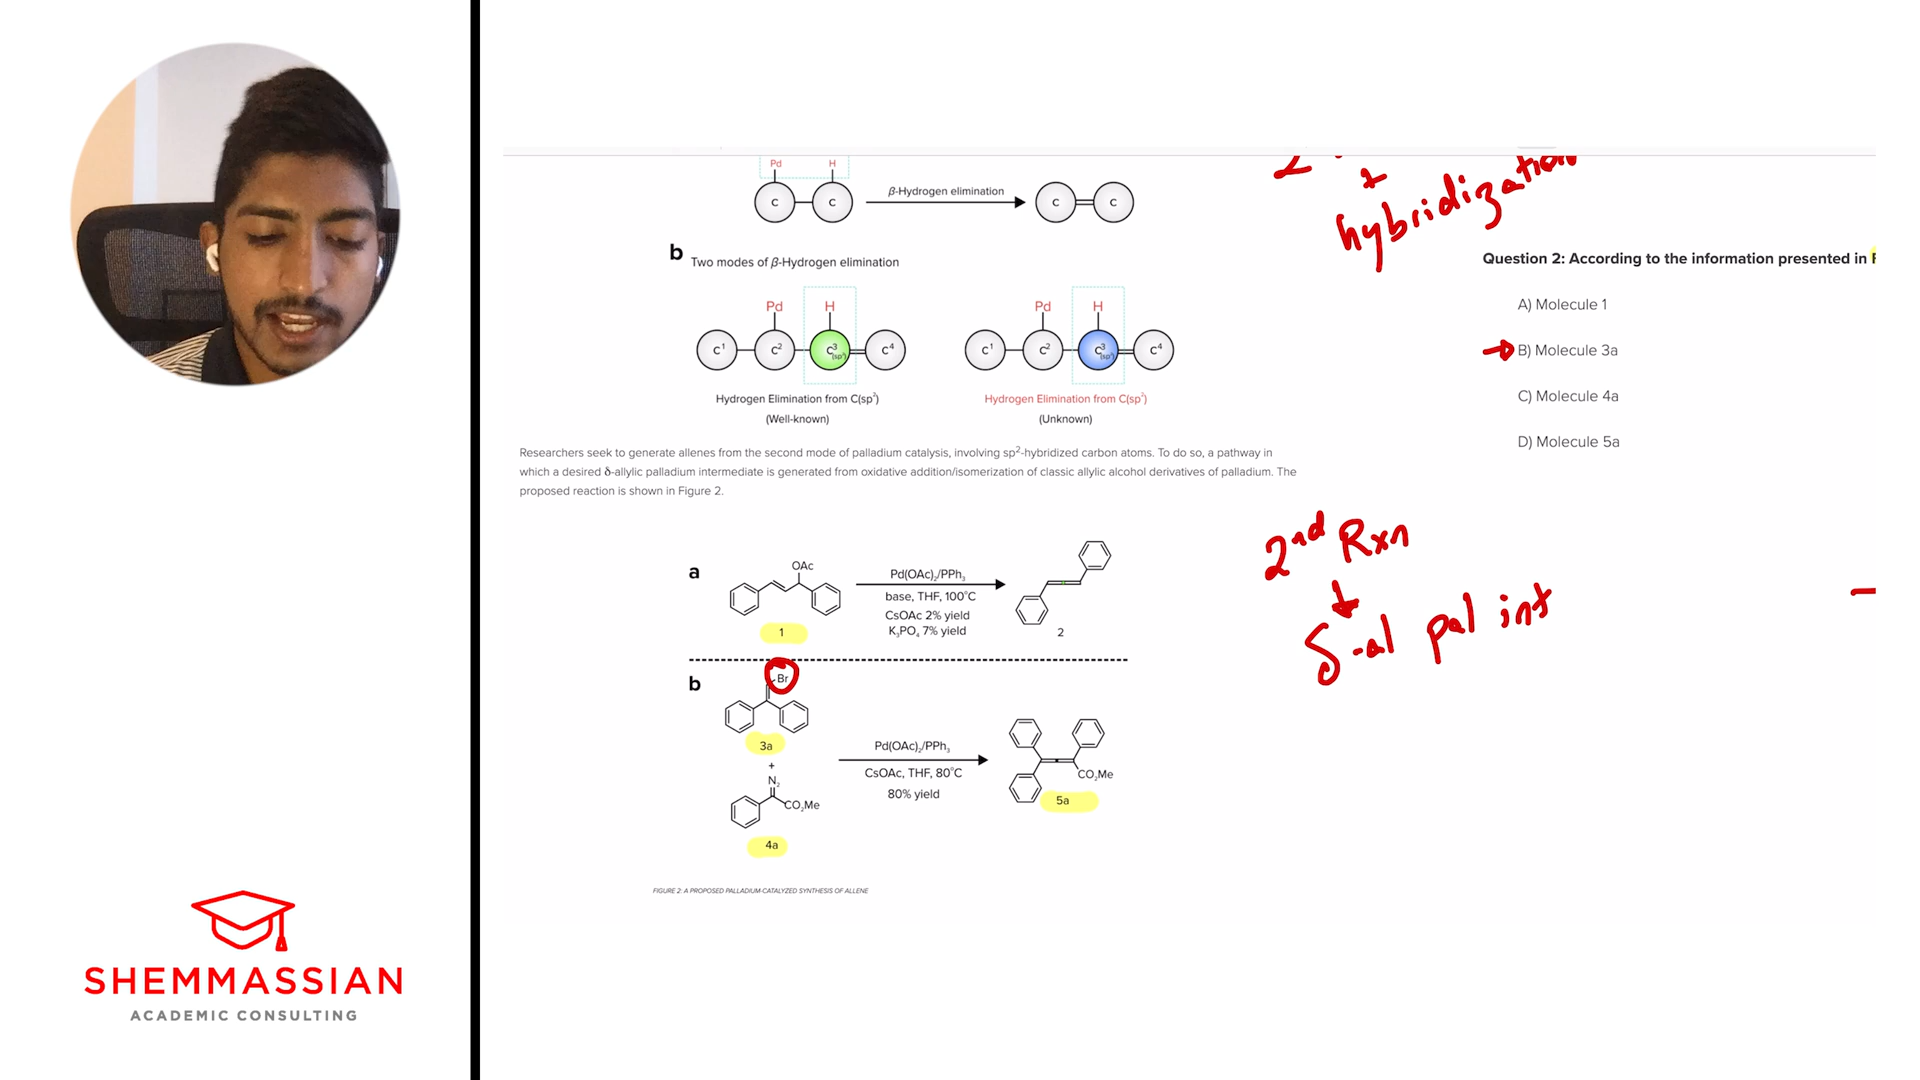 Pd H
C C
β-Hydrogen elimination
C C
2
+
hybridization
b Two modes of β-Hydrogen elimination
Pd H
C¹ C² C³ (sp³) C⁴
Hydrogen Elimination from C(sp³)
(Well-known)
Pd H
C¹ C² C³ (sp²) C⁴
Hydrogen Elimination from C(sp²)
(Unknown)
Question 2: According to the information presented in
A) Molecule 1
B) Molecule 3a
C) Molecule 4a
D) Molecule 5a
Researchers seek to generate allenes from the second mode of palladium catalysis, involving sp²-hybridized carbon atoms. To do so, a pathway in
which a desired δ-allylic palladium intermediate is generated from oxidative addition/isomerization of classic allylic alcohol derivatives of palladium. The
proposed reaction is shown in Figure 2.
a
OAc
1
Pd(OAc)₂/PPh₃
base, THF, 100°C
CsOAc 2% yield
K₃PO₄ 7% yield
2
2nd Rxn
δ-al pal int
b
Br
3a
+
N₂
CO₂Me
4a
Pd(OAc)₂/PPh₃
CsOAc, THF, 80°C
80% yield
CO₂Me
5a
FIGURE 2: A PROPOSED PALLADIUM-CATALYZED SYNTHESIS OF ALLENE
SHEMMASSIAN
ACADEMIC CONSULTING